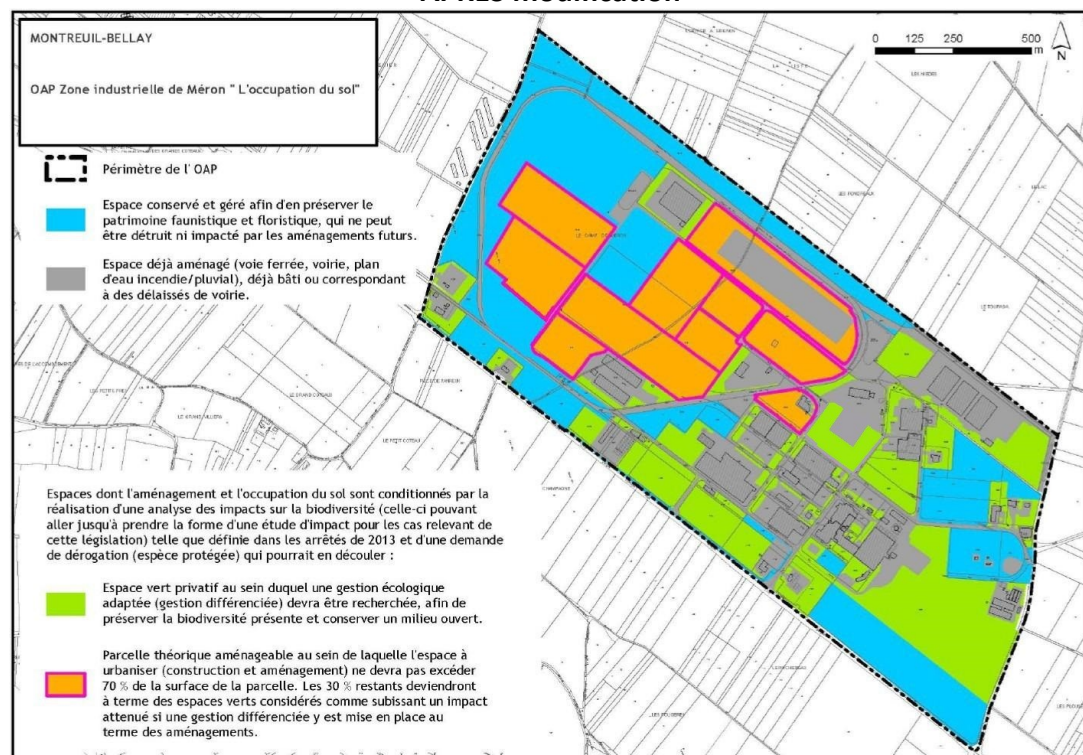 APRES modification
MONTREUIL-BELLAY
OAP Zone industrielle de Méron " L'occupation du sol"
0 125 250 500
m
N
Périmètre de l' OAP
Espace conservé et géré afin d'en préserver le
patrimoine faunistique et floristique, qui ne peut
être détruit ni impacté par les aménagements futurs.
Espace déjà aménagé (voie ferrée, voirie, plan
d'eau incendie/pluvial), déjà bâti ou correspondant
à des délaissés de voirie.
LE GRAND COTEAU
LE PETIT COTEAU
Espaces dont l'aménagement et l'occupation du sol sont conditionnés par la
réalisation d'une analyse des impacts sur la biodiversité (celle-ci pouvant
aller jusqu'à prendre la forme d'une étude d'impact pour les cas relevant de
cette législation) telle que définie dans les arrêtés de 2013 et d'une demande
de dérogation (espèce protégée) qui pourrait en découler :
Espace vert privatif au sein duquel une gestion écologique
adaptée (gestion différenciée) devra être recherchée, afin de
préserver la biodiversité présente et conserver un milieu ouvert.
Parcelle théorique aménageable au sein de laquelle l'espace à
urbaniser (construction et aménagement) ne devra pas excéder
70 % de la surface de la parcelle. Les 30 % restants deviendront
à terme des espaces verts considérés comme subissant un impact
attenué si une gestion différenciée y est mise en place au
terme des aménagements.